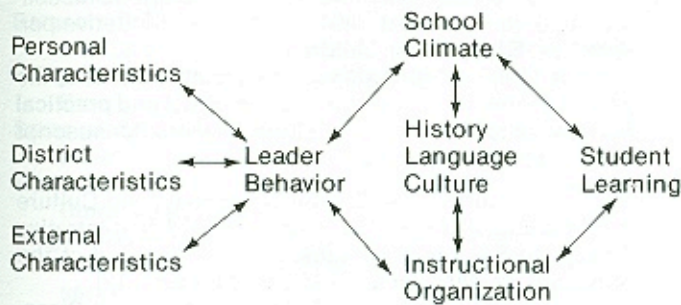 Personal
Characteristics
District
Characteristics
External
Characteristics
Leader
Behavior
School
Climate
History
Language
Culture
Instructional
Organization
Student
Learning